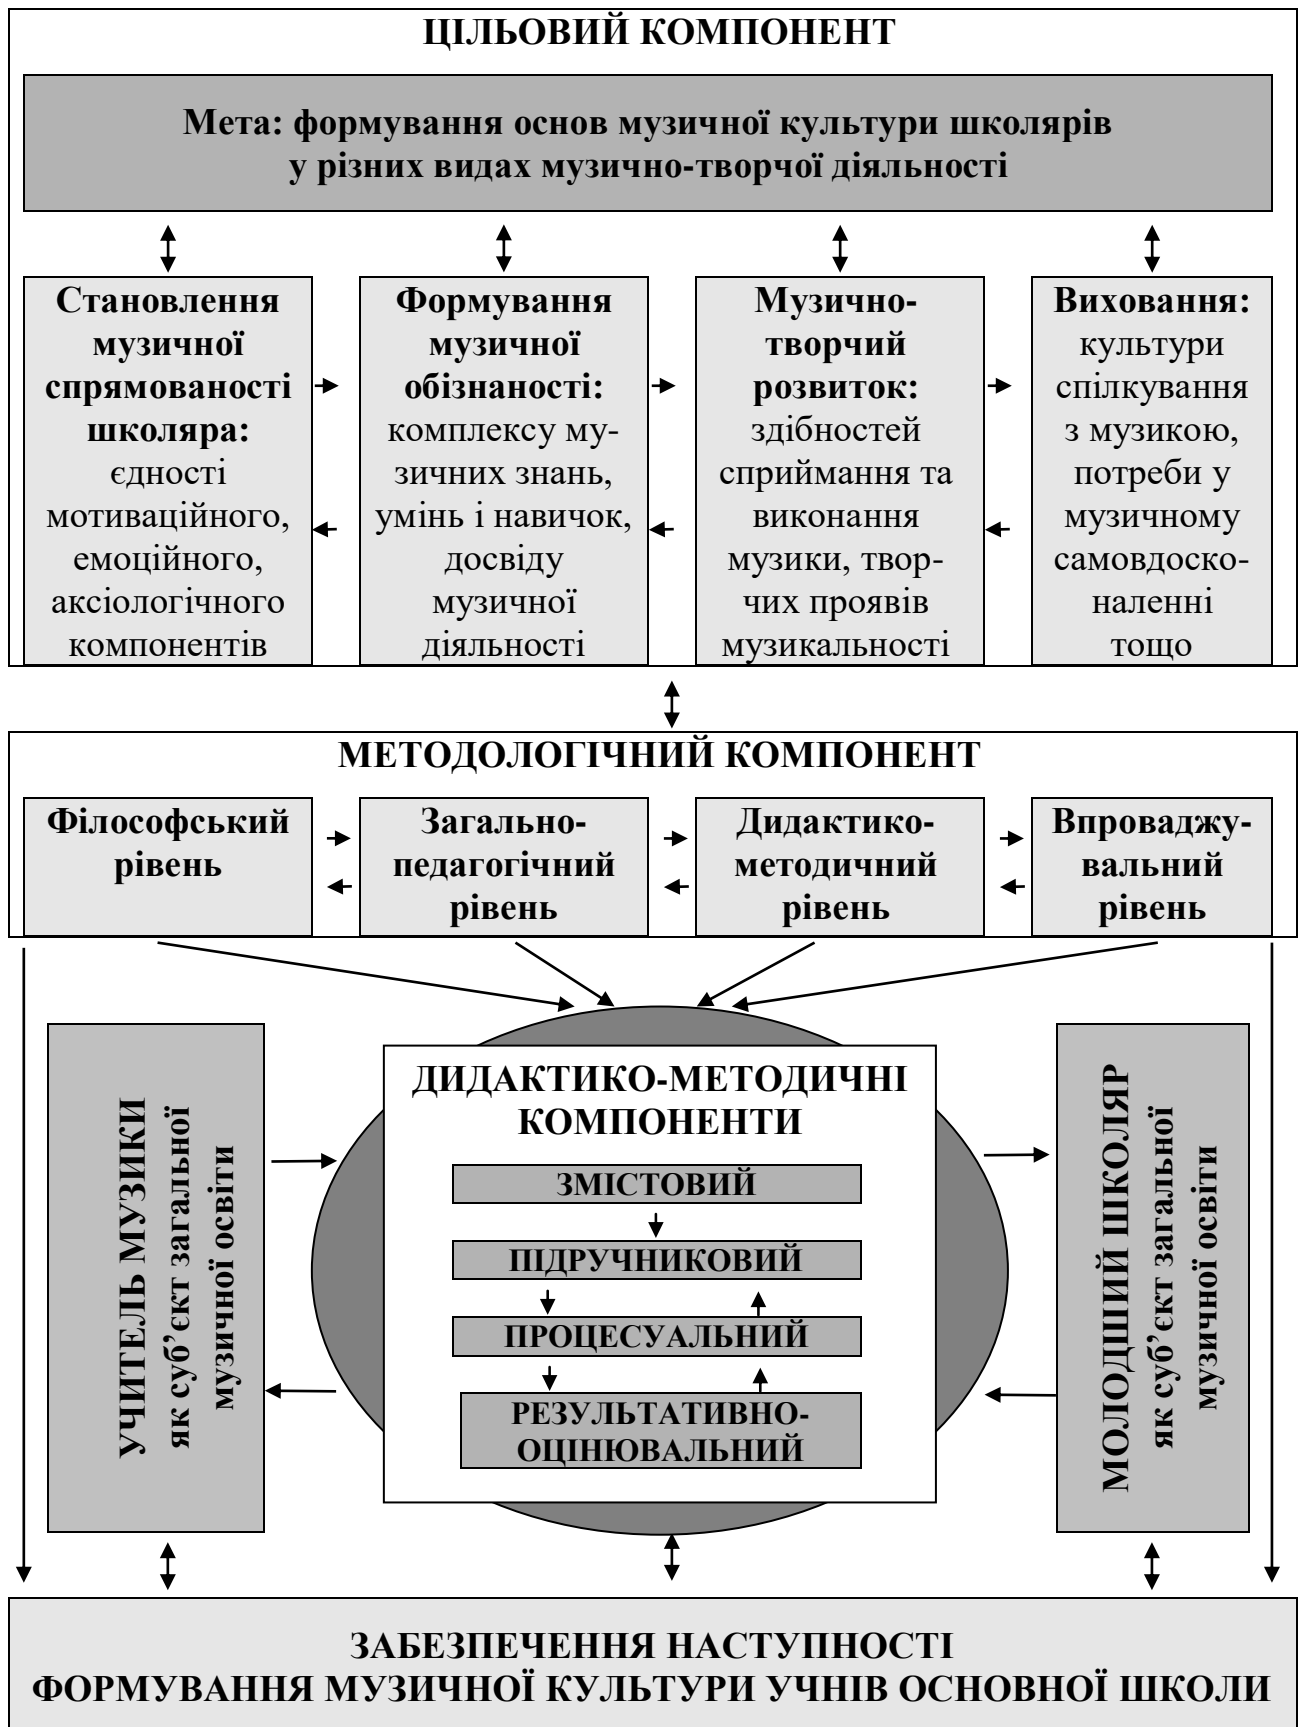 ЦІЛЬОВИЙ КОМПОНЕНТ
Мета: формування основ музичної культури школярів
у різних видах музично-творчої діяльності
Становлення
музичної
спрямованості
школяра:
єдності
мотиваційного,
емоційного,
аксіологічного
компонентів
Формування
музичної
обізнаності:
комплексу му-
зичних знань,
умінь і навичок,
досвіду
музичної
діяльності
Музично-
творчий
розвиток:
здібностей
сприймання та
виконання
музики, твор-
чих проявів
музикальності
Виховання:
культури
спілкування
з музикою,
потреби у
музичному
самовдоско-
наленні
тощо
МЕТОДОЛОГІЧНИЙ КОМПОНЕНТ
Філософський
рівень
Загально-
педагогічний
рівень
Дидактико-
методичний
рівень
Впроваджу-
вальний
рівень
УЧИТЕЛЬ МУЗИКИ
як суб’єкт загальної
музичної освіти
ДИДАКТИКО-МЕТОДИЧНІ
КОМПОНЕНТИ
ЗМІСТОВИЙ
ПІДРУЧНИКОВИЙ
ПРОЦЕСУАЛЬНИЙ
РЕЗУЛЬТАТИВНО-
ОЦІНЮВАЛЬНИЙ
МОЛОДШИЙ ШКОЛЯР
як суб’єкт загальної
музичної освіти
ЗАБЕЗПЕЧЕННЯ НАСТУПНОСТІ
ФОРМУВАННЯ МУЗИЧНОЇ КУЛЬТУРИ УЧНІВ ОСНОВНОЇ ШКОЛИ